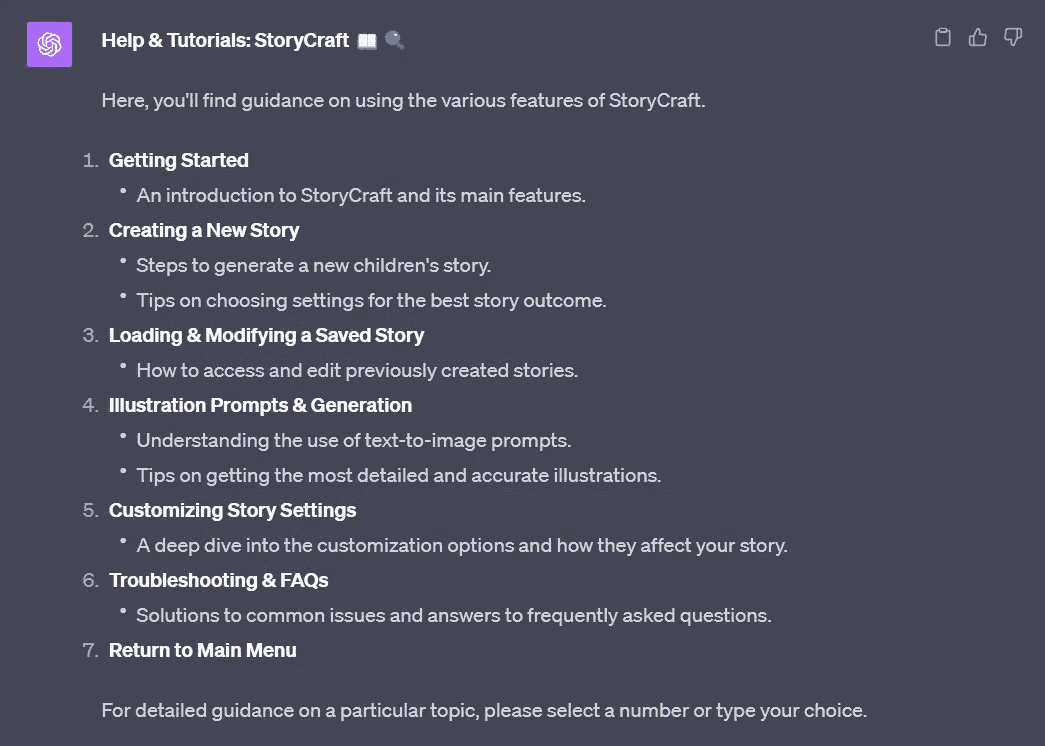 Help & Tutorials: StoryCraft 📖 🔍
Here, you'll find guidance on using the various features of StoryCraft.
1. Getting Started
• An introduction to StoryCraft and its main features.
2. Creating a New Story
• Steps to generate a new children's story.
• Tips on choosing settings for the best story outcome.
3. Loading & Modifying a Saved Story
• How to access and edit previously created stories.
4. Illustration Prompts & Generation
• Understanding the use of text-to-image prompts.
• Tips on getting the most detailed and accurate illustrations.
5. Customizing Story Settings
• A deep dive into the customization options and how they affect your story.
6. Troubleshooting & FAQs
• Solutions to common issues and answers to frequently asked questions.
7. Return to Main Menu
For detailed guidance on a particular topic, please select a number or type your choice.